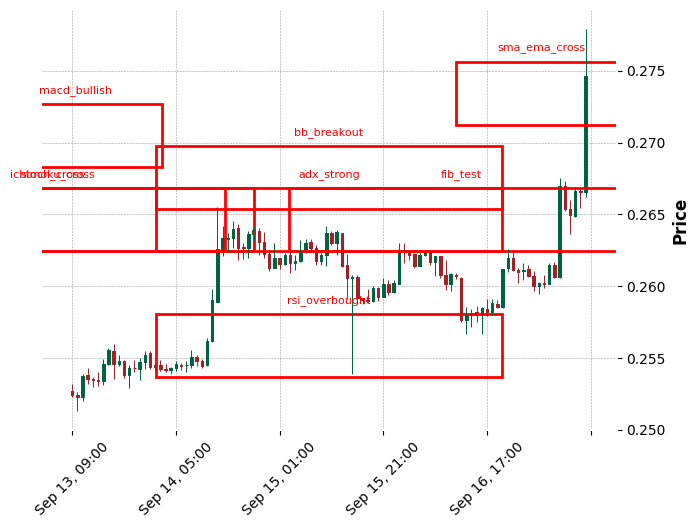 sma_ema_cross
0.275
macd_bullish
0.270
bb_breakout
adx_strong
fib_test
0.265
Price
0.260
rsi_overbought
0.255
0.250
Sep 13, 09:00
Sep 14, 05:00
Sep 15, 01:00
Sep 15, 21:00
Sep 16, 17:00